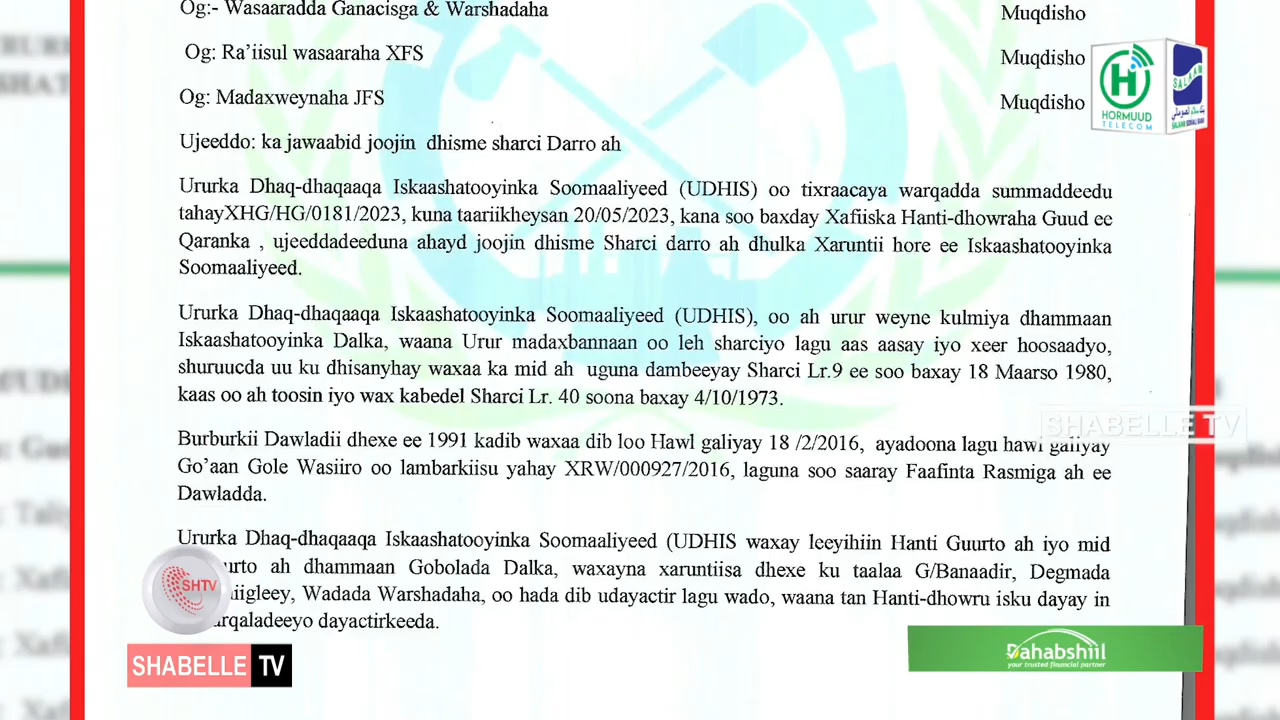 Og:- Wasaaradda Ganacisga & Warshadaha Muqdisho
Og: Ra'iisul wasaaraha XFS Muqdisho
Og: Madaxweynaha JFS Muqdisho
Ujeeddo: ka jawaabid joojin dhisme sharci Darro ah
Ururka Dhaq-dhaqaaqa Iskaashatooyinka Soomaaliyeed (UDHIS) oo tixraacaya warqadda summaddeedu
tahayXHG/HG/0181/2023, kuna taariikheysan 20/05/2023, kana soo baxday Xafiiska Hanti-dhowraha Guud ee
Qaranka , ujeeddadeeduna ahayd joojin dhisme Sharci darro ah dhulka Xaruntii hore ee Iskaashatooyinka
Soomaaliyeed.
Ururka Dhaq-dhaqaaqa Iskaashatooyinka Soomaaliyeed (UDHIS), oo ah urur weyne kulmiya dhammaan
Iskaashatooyinka Dalka, waana Urur madaxbannaan oo leh sharciyo lagu aas aasay iyo xeer hoosaadyo,
shuruucda uu ku dhisanyhay waxaa ka mid ah uguna dambeeyay Sharci Lr.9 ee soo baxay 18 Maarso 1980,
kaas oo ah toosin iyo wax kabedel Sharci Lr. 40 soona baxay 4/10/1973.
Burburkii Dawladii dhexe ee 1991 kadib waxaa dib loo Hawl galiyay 18 /2/2016, ayadoona lagu hawl galiyay
Go'aan Gole Wasiiro oo lambarkiisu yahay XRW/000927/2016, laguna soo saaray Faafinta Rasmiga ah ee
Dawladda.
Ururka Dhaq-dhaqaaqa Iskaashatooyinka Soomaaliyeed (UDHIS waxay leeyihiin Hanti Guurto ah iyo mid
urto ah dhammaan Gobolada Dalka, waxayna xaruntiisa dhexe ku taalaa G/Banaadir, Degmada
iigleey, Wadada Warshadaha, oo hada dib udayactir lagu wado, waana tan Hanti-dhowru isku dayay in
arqaladeeyo dayactirkeeda.
HORMUUD
TELECOM
SALAAM
SALAAM SOMALI BANK
SHABELLE TV
SHTV
SHABELLE TV
Dahabshiil
your trusted financial partner